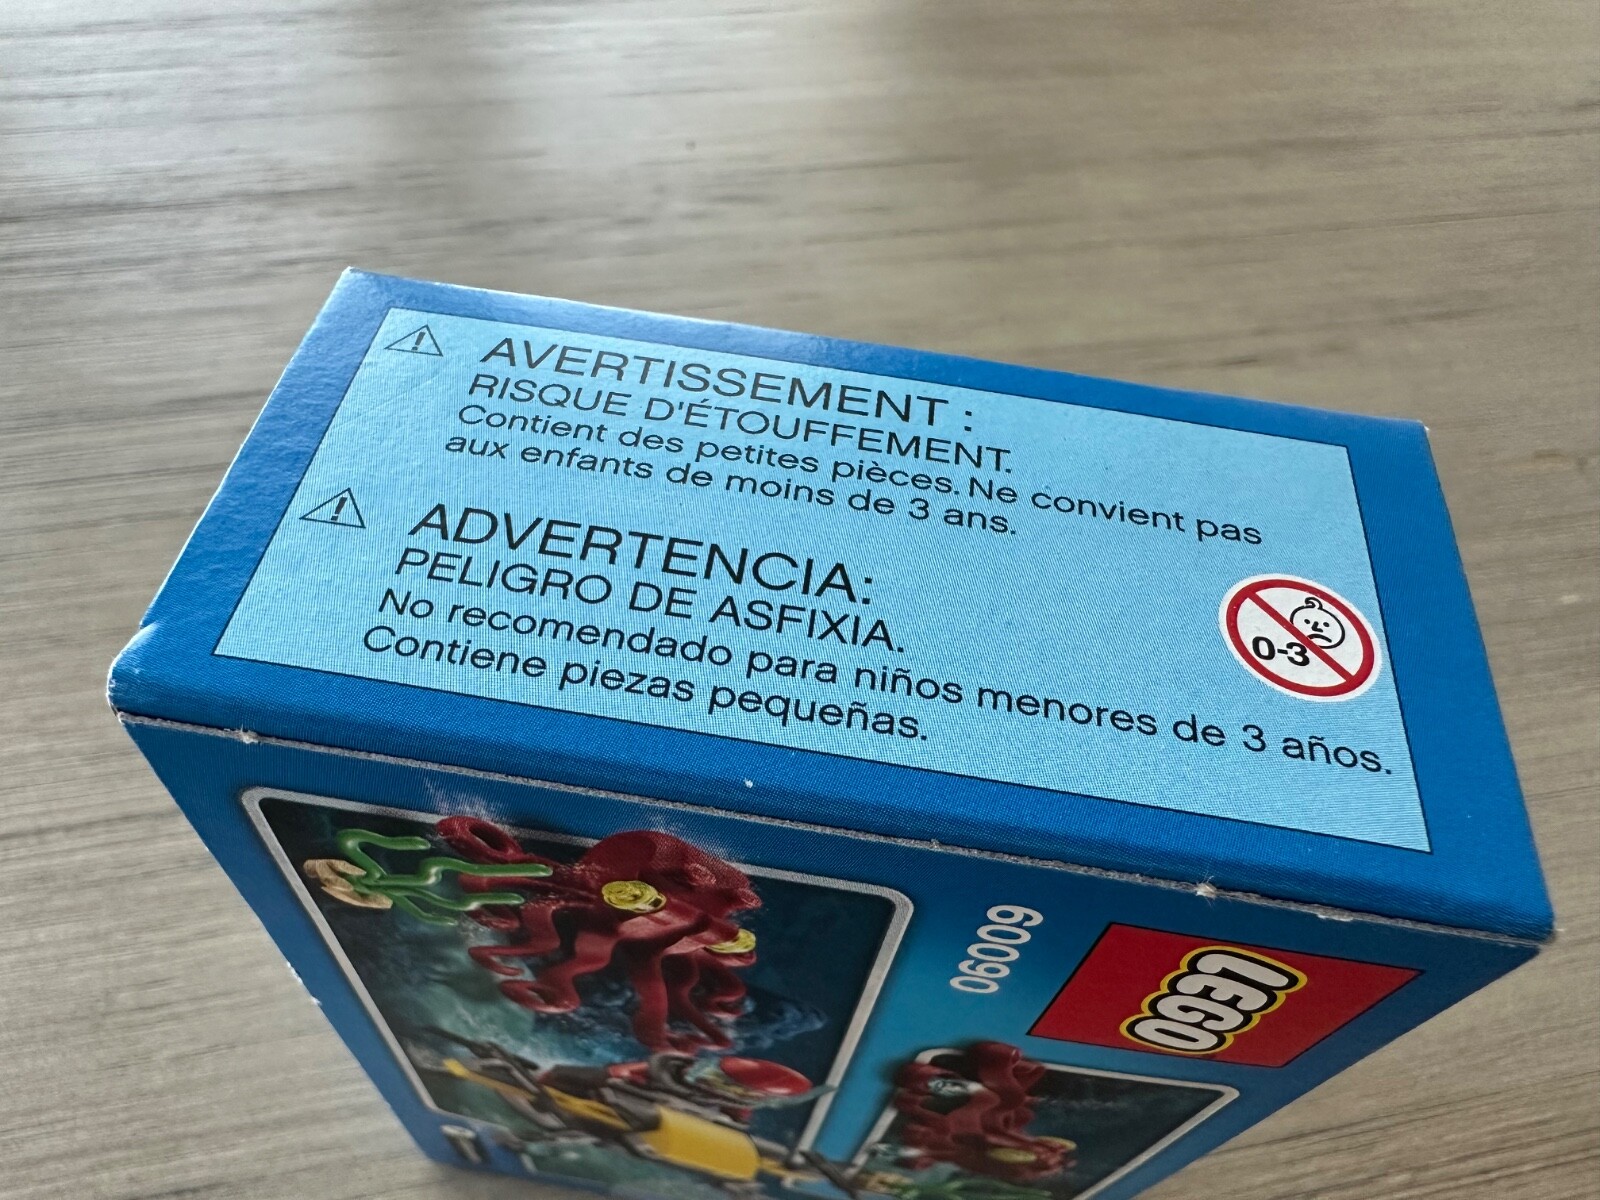 AVERTISSEMENT :
RISQUE D'ÉTOUFFEMENT.
Contient des petites pièces. Ne convient pas
aux enfants de moins de 3 ans.
ADVERTENCIA:
PELIGRO DE ASFIXIA.
No recomendado para niños menores de 3 años.
Contiene piezas pequeñas.
0-3
60090
LEGO